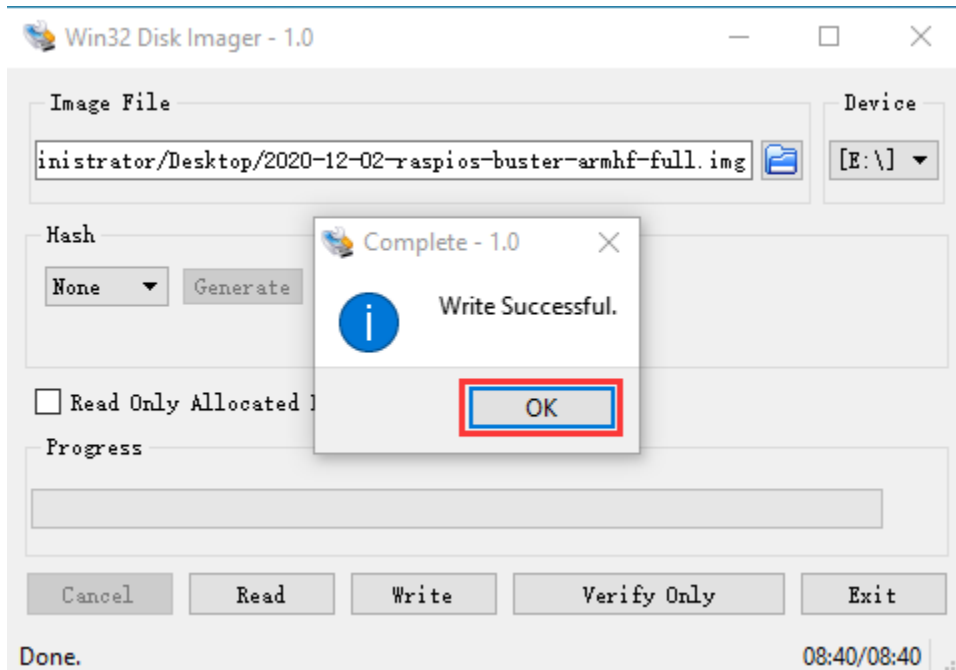 Win32 Disk Imager - 1.0
Image File
Device
inistrator/Desktop/2020-12-02-raspios-buster-armhf-full.img
[E:\]
Hash
None
Generate
Complete - 1.0
Write Successful.
OK
Read Only Allocated
Progress
Cancel
Read
Write
Verify Only
Exit
Done.
08:40/08:40